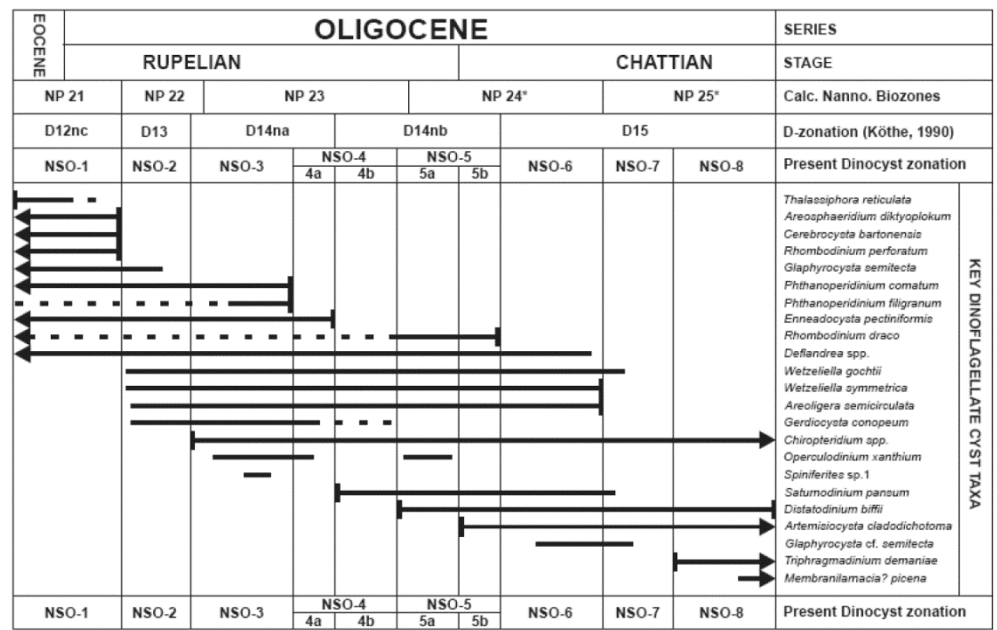 EOCENE
OLIGOCENE
SERIES
RUPELIAN
CHATTIAN
STAGE
NP 21
NP 22
NP 23
NP 24*
NP 25*
Calc. Nanno. Biozones
D12nc
D13
D14na
D14nb
D15
D-zonation (Köthe, 1990)
NSO-1
NSO-2
NSO-3
NSO-4
4a
4b
NSO-5
5a
5b
NSO-6
NSO-7
NSO-8
Present Dinocyst zonation
Thalassiphora reticulata
Areosphaeridium diktyoplokum
Cerebrocysta bartonensis
Rhombodinium perforatum
Glaphyrocysta semitecta
Phthanoperidinium comatum
Phthanoperidinium filigranum
Enneadocysta pectiniformis
Rhombodinium draco
Deflandrea spp.
Wetzeliella gochtii
Wetzeliella symmetrica
Areoligera semicirculata
Gerdiocysta conopeum
Chiropteridium spp.
Operculodinium xanthium
Spiniferites sp.1
Saturnodinium pansum
Distatodinium biffii
Artemisiocysta cladodichotoma
Glaphyrocysta cf. semitecta
Triphragmadinium demaniae
Membranilarnacia? picena
KEY DINOFLAGELLATE CYST TAXA
NSO-1
NSO-2
NSO-3
NSO-4
4a
4b
NSO-5
5a
5b
NSO-6
NSO-7
NSO-8
Present Dinocyst zonation